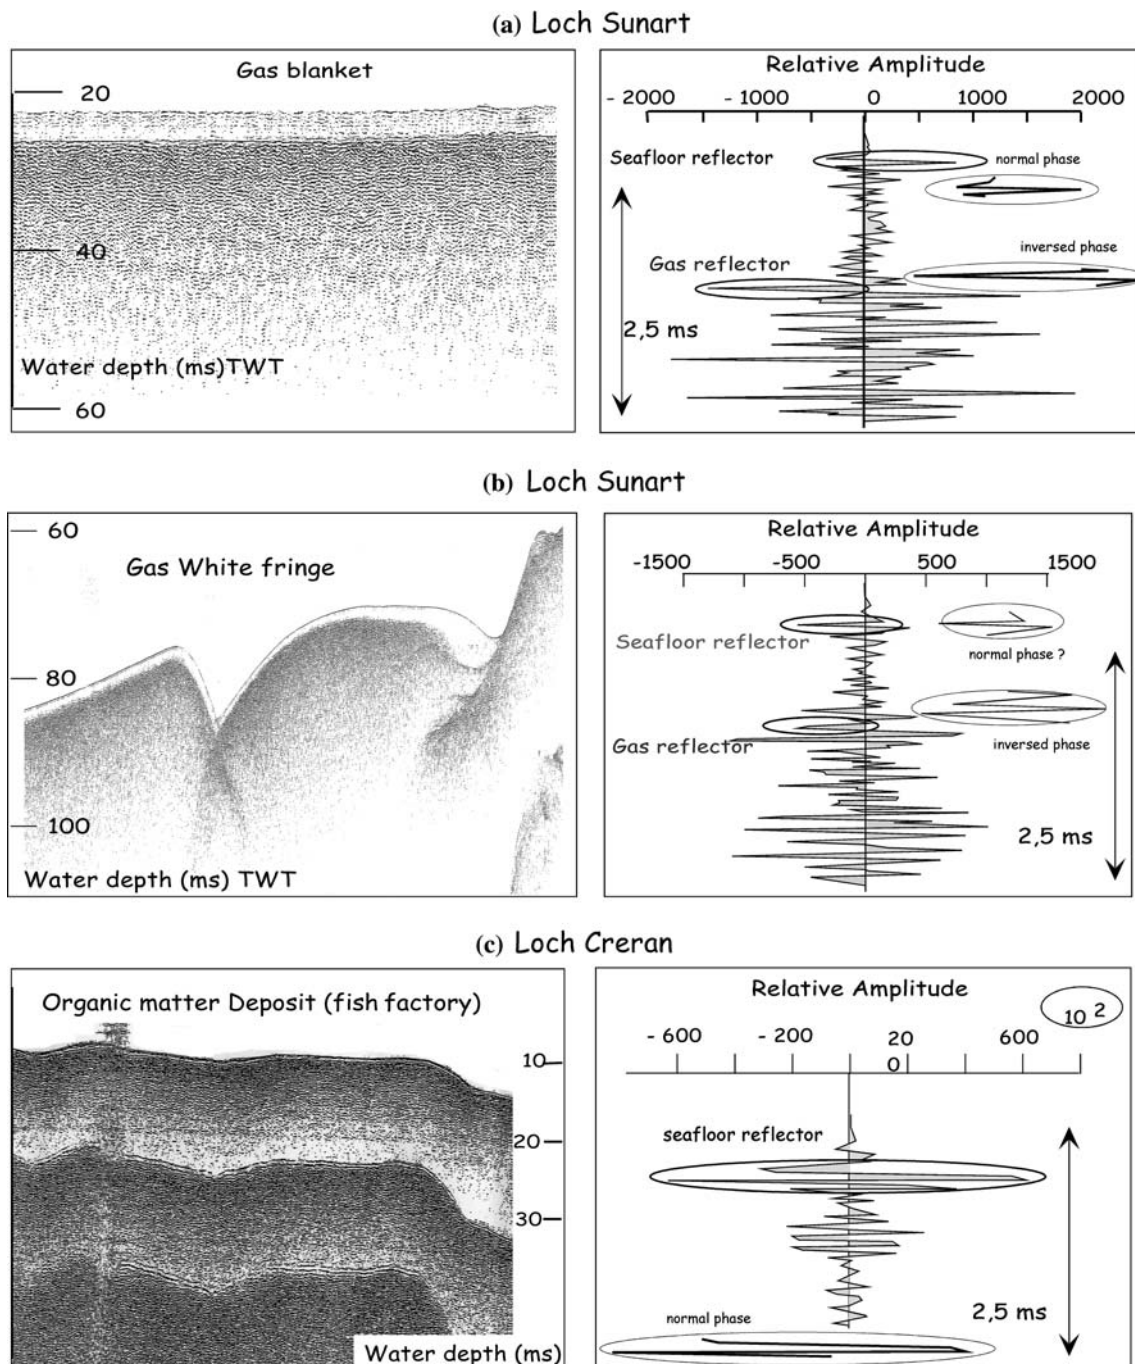 (a) Loch Sunart
Gas blanket
20
40
Water depth (ms)TWT
60
Relative Amplitude
- 2000 -1000 0 1000 2000
Seafloor reflector
normal phase
inversed phase
Gas reflector
2,5 ms
(b) Loch Sunart
60
Gas White fringe
80
100
Water depth (ms) TWT
Relative Amplitude
-1500 -500 500 1500
Seafloor reflector
normal phase ?
Gas reflector
inversed phase
2,5 ms
(c) Loch Creran
Organic matter Deposit (fish factory)
10
20
30
Water depth (ms)
Relative Amplitude
10 2
- 600 - 200 20 600
0
seafloor reflector
2,5 ms
normal phase